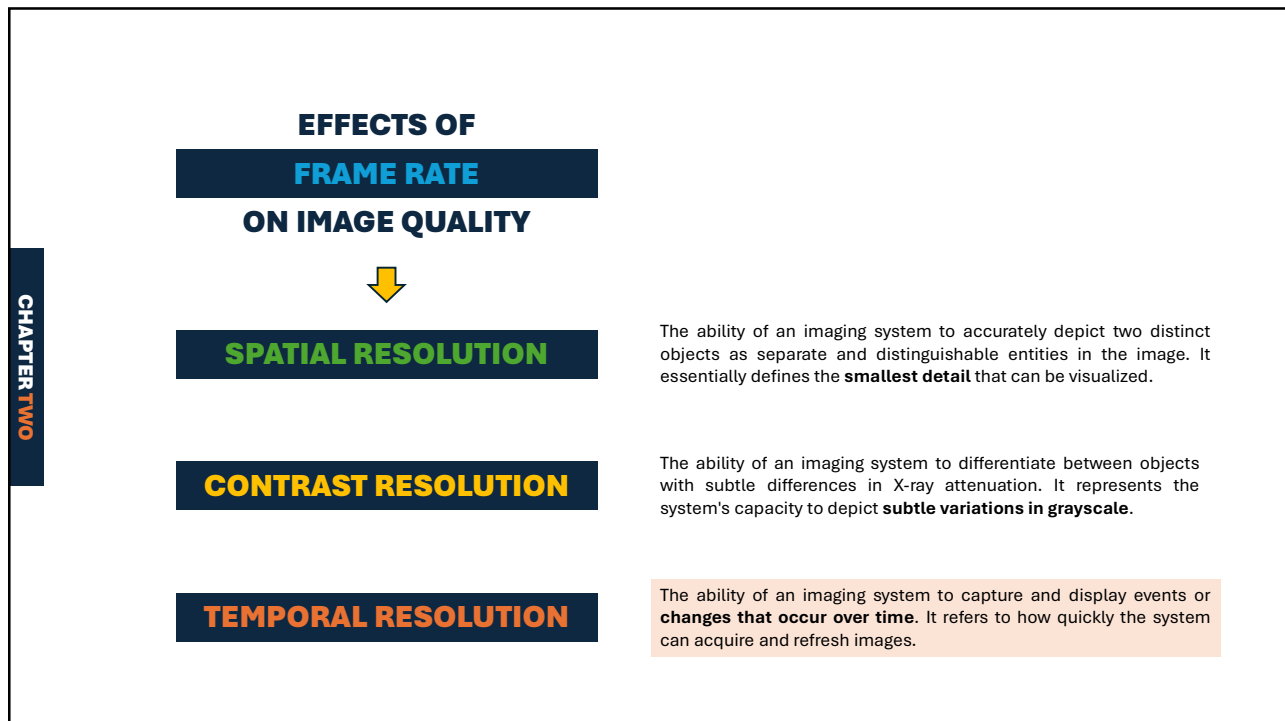 EFFECTS OF
FRAME RATE
ON IMAGE QUALITY
CHAPTER TWO
SPATIAL RESOLUTION
The ability of an imaging system to accurately depict two distinct
objects as separate and distinguishable entities in the image. It
essentially defines the smallest detail that can be visualized.
CONTRAST RESOLUTION
The ability of an imaging system to differentiate between objects
with subtle differences in X-ray attenuation. It represents the
system's capacity to depict subtle variations in grayscale.
TEMPORAL RESOLUTION
The ability of an imaging system to capture and display events or
changes that occur over time. It refers to how quickly the system
can acquire and refresh images.